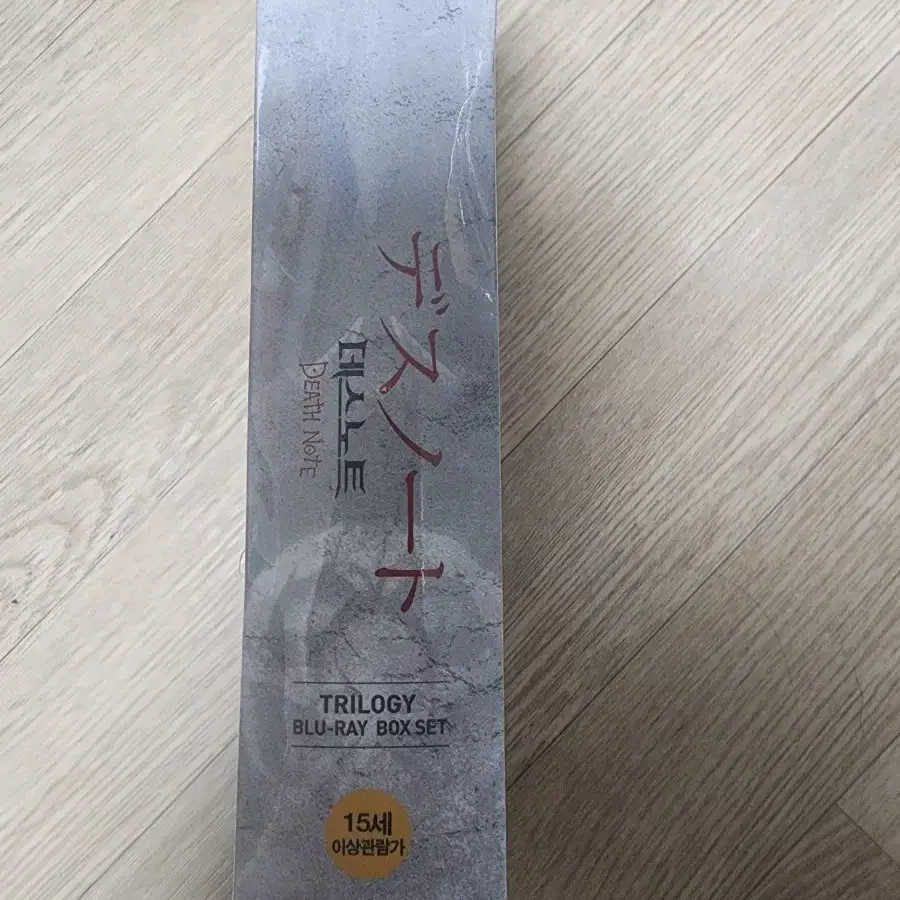 デスノート
데스노트
DEATH NOTE
TRILOGY
BLU-RAY BOX SET
15세
이상관람가